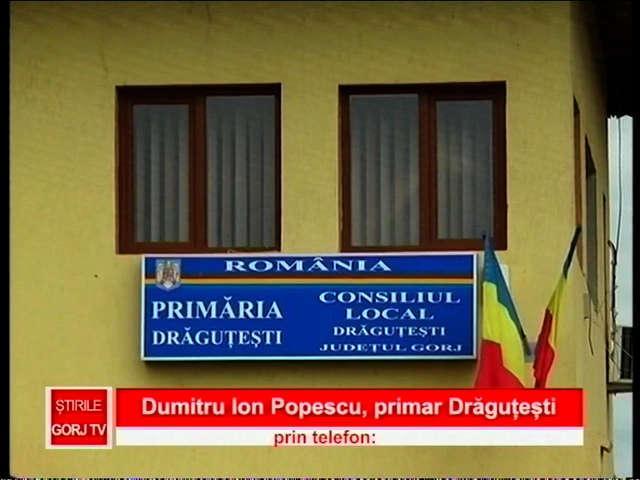 ROMÂNIA
PRIMĂRIA
DRĂGUȚEȘTI
CONSILIUL
LOCAL
DRĂGUȚEȘTI
JUDEȚUL GORJ
ȘTIRILE
GORJ TV
Dumitru Ion Popescu, primar Drăguțești
prin telefon: